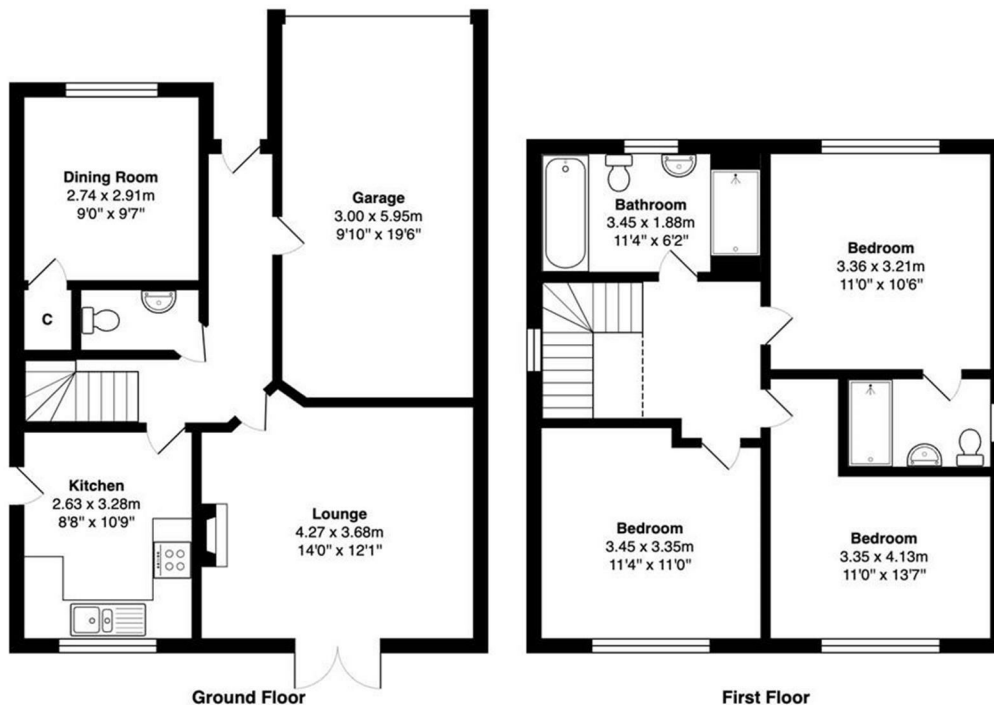 Dining Room
2.74 x 2.91m
9'0" x 9'7"
Garage
3.00 x 5.95m
9'10" x 19'6"
C
Kitchen
2.63 x 3.28m
8'8" x 10'9"
Lounge
4.27 x 3.68m
14'0" x 12'1"
Ground Floor
Bathroom
3.45 x 1.88m
11'4" x 6'2"
Bedroom
3.36 x 3.21m
11'0" x 10'6"
Bedroom
3.45 x 3.35m
11'4" x 11'0"
Bedroom
3.35 x 4.13m
11'0" x 13'7"
First Floor